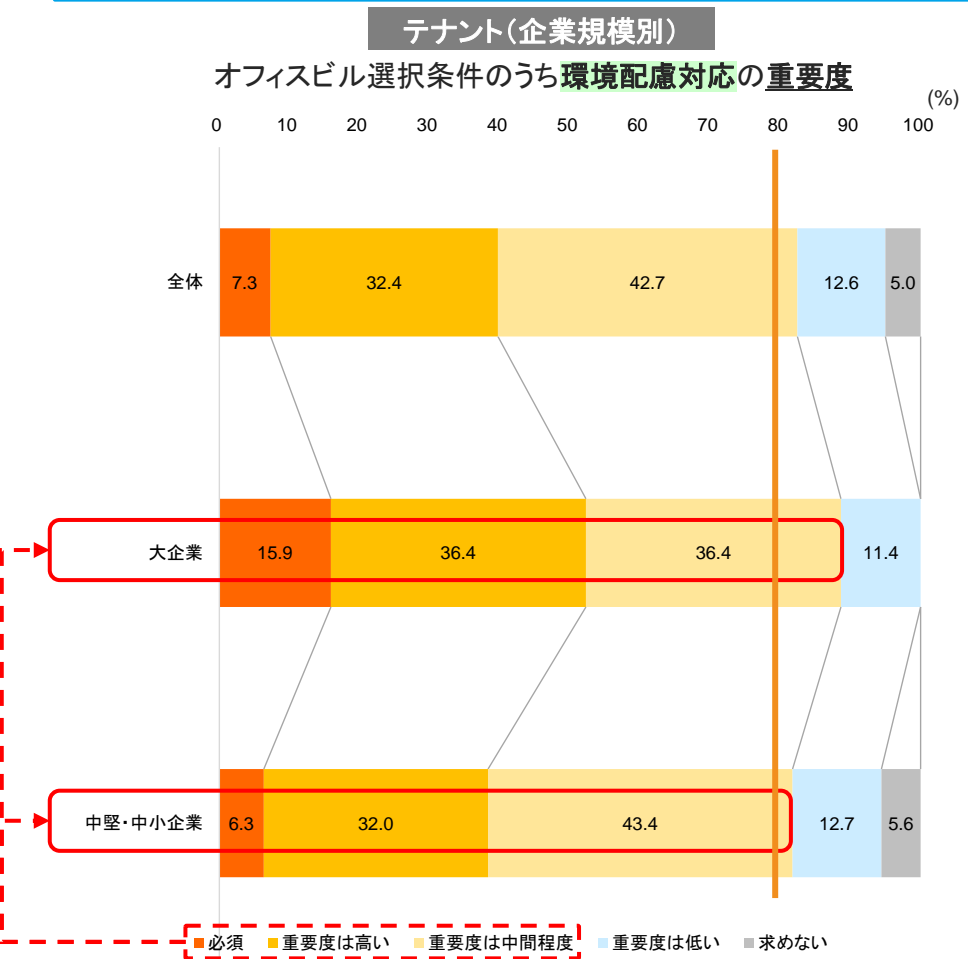 テナント(企業規模別)
オフィスビル選択条件のうち環境配慮対応の重要度
(%)
0 10 20 30 40 50 60 70 80 90 100
全体 7.3 32.4 42.7 12.6 5.0
大企業 15.9 36.4 36.4 11.4
中堅・中小企業 6.3 32.0 43.4 12.7 5.6
必須 重要度は高い 重要度は中間程度 重要度は低い 求めない